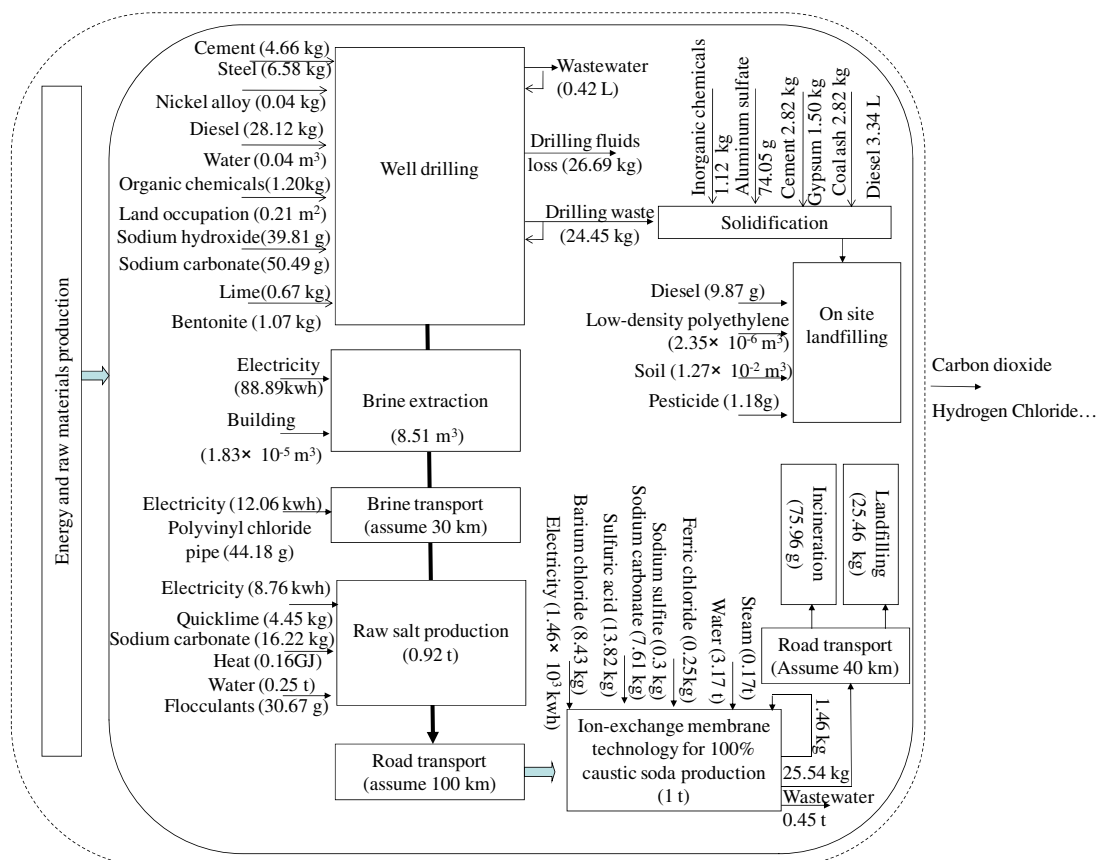 Energy and raw materials production
Cement (4.66 kg)
Steel (6.58 kg)
Nickel alloy (0.04 kg)
Diesel (28.12 kg)
Water (0.04 m³)
Organic chemicals(1.20kg)
Land occupation (0.21 m²)
Sodium hydroxide(39.81 g)
Sodium carbonate(50.49 g)
Lime(0.67 kg)
Bentonite (1.07 kg)
Well drilling
Wastewater
(0.42 L)
Drilling fluids
loss (26.69 kg)
Drilling waste
(24.45 kg)
Inorganic chemicals
1.12 kg
Aluminum sulfate
74.05 g
Cement 2.82 kg
Gypsum 1.50 kg
Coal ash 2.82 kg
Diesel 3.34 L
Solidification
Diesel (9.87 g)
Low-density polyethylene
(2.35× 10⁻⁶ m³)
Soil (1.27× 10⁻² m³)
Pesticide (1.18g)
On site
landfilling
Carbon dioxide
Hydrogen Chloride…
Electricity
(88.89kwh)
Building
(1.83× 10⁻⁵ m³)
Brine extraction
(8.51 m³)
Electricity (12.06 kwh)
Polyvinyl chloride
pipe (44.18 g)
Brine transport
(assume 30 km)
Electricity (8.76 kwh)
Quicklime (4.45 kg)
Sodium carbonate (16.22 kg)
Heat (0.16GJ)
Water (0.25 t)
Flocculants (30.67 g)
Raw salt production
(0.92 t)
Road transport
(assume 100 km)
Electricity (1.46× 10³ kwh)
Barium chloride (8.43 kg)
Sulfuric acid (13.82 kg)
Sodium carbonate (7.61 kg)
Sodium sulfite (0.3 kg)
Ferric chloride (0.25kg)
Water (3.17 t)
Steam (0.17t)
Ion-exchange membrane
technology for 100%
caustic soda production
(1 t)
1.46 kg
25.54 kg
Wastewater
0.45 t
Road transport
(Assume 40 km)
Incineration
(75.96 g)
Landfilling
(25.46 kg)